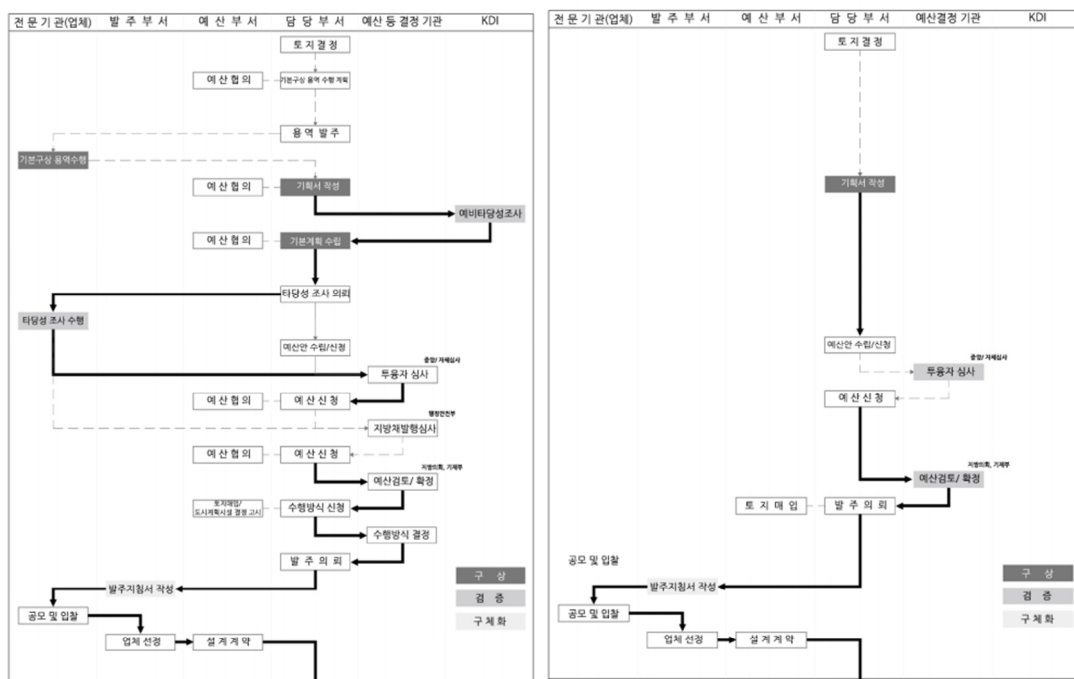 전문기관(업체) 발주부서 예산부서 담당부서 예산 등 결정 기관 KDI
토지결정
예산협의 기본구상 용역 수행 계획
용역 발주
기본구상 용역수행
예산협의 기획서 작성
예비타당성조사
예산협의 기본계획 수립
타당성 조사 의뢰
타당성 조사 수행
예산안 수립/신청
중앙/ 자체심사
투융자 심사
예산협의 예산신청
행정안전부
지방채발행심사
예산협의 예산신청
지방의회, 기재부
예산검토/ 확정
토지매입/
도시계획시설 결정 고시
수행방식 신청
수행방식 결정
발주의뢰
구 상
발주지침서 작성
검 증
공모 및 입찰
구체화
업체 선정 설계계약
전문기관(업체) 발주부서 예산부서 담당부서 예산결정 기관 KDI
토지결정
기획서 작성
예산안 수립/신청
중앙/ 자체심사
투융자 심사
예산신청
지방의회, 기재부
예산검토/ 확정
토지매입 발주의뢰
공모 및 입찰
구 상
발주지침서 작성
검 증
공모 및 입찰
구체화
업체 선정 설계계약